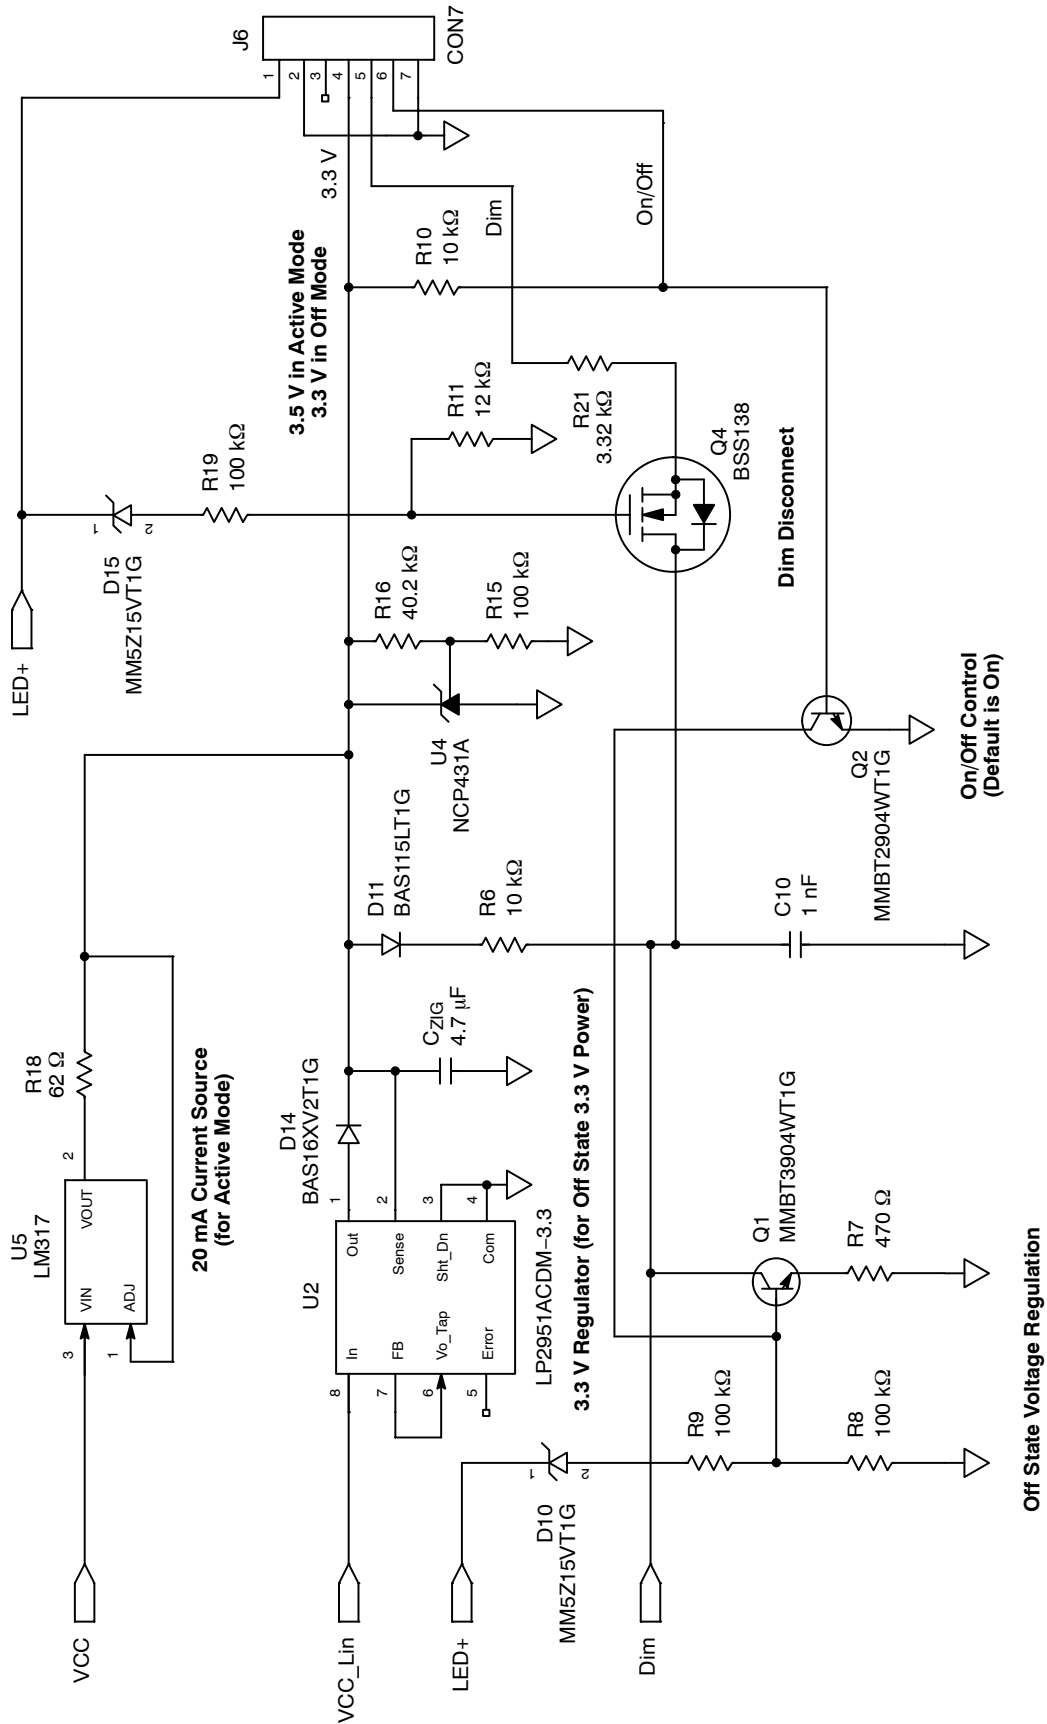 J6
CON7
1
2
3
4
5
6
7
3.3 V
On/Off
Dim
R10
10 kΩ
3.5 V in Active Mode
3.3 V in Off Mode
R11
12 kΩ
R21
3.32 kΩ
Q4
BSS138
Dim Disconnect
R19
100 kΩ
1
2
D15
MM5Z15VT1G
LED+
R16
40.2 kΩ
R15
100 kΩ
U4
NCP431A
Q2
MMBT2904WT1G
On/Off Control
(Default is On)
D11
BAS115LT1G
R6
10 kΩ
C10
1 nF
R18
62 Ω
20 mA Current Source
(for Active Mode)
U5
LM317
VIN
VOUT
ADJ
3
2
1
D14
BAS16XV2T1G
CZIG
4.7 μF
U2
LP2951ACDM−3.3
In
Out
FB
Sense
Vo_Tap
Sht_Dn
Error
Com
8
7
6
5
1
2
3
4
3.3 V Regulator (for Off State 3.3 V Power)
Q1
MMBT3904WT1G
R7
470 Ω
R9
100 kΩ
R8
100 kΩ
1
2
D10
MM5Z15VT1G
Off State Voltage Regulation
VCC
VCC_Lin
LED+
Dim